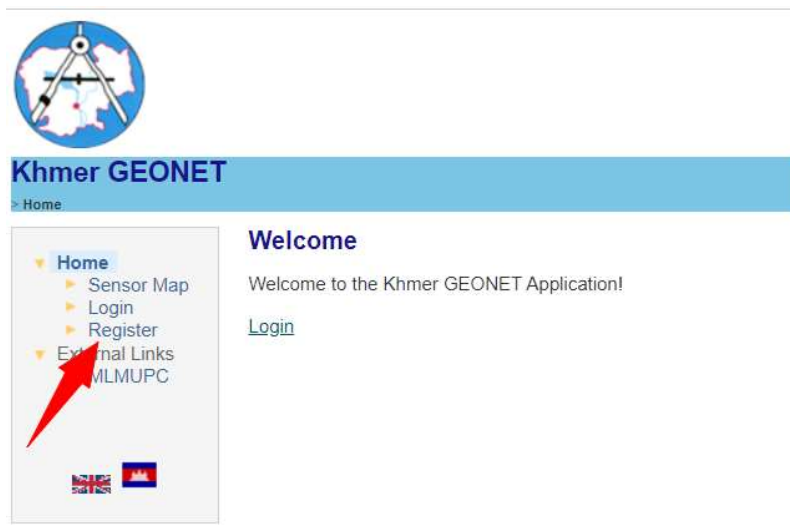 Khmer GEONET
> Home
Home
Sensor Map
Login
Register
External Links
MLMUPC
Welcome
Welcome to the Khmer GEONET Application!
Login